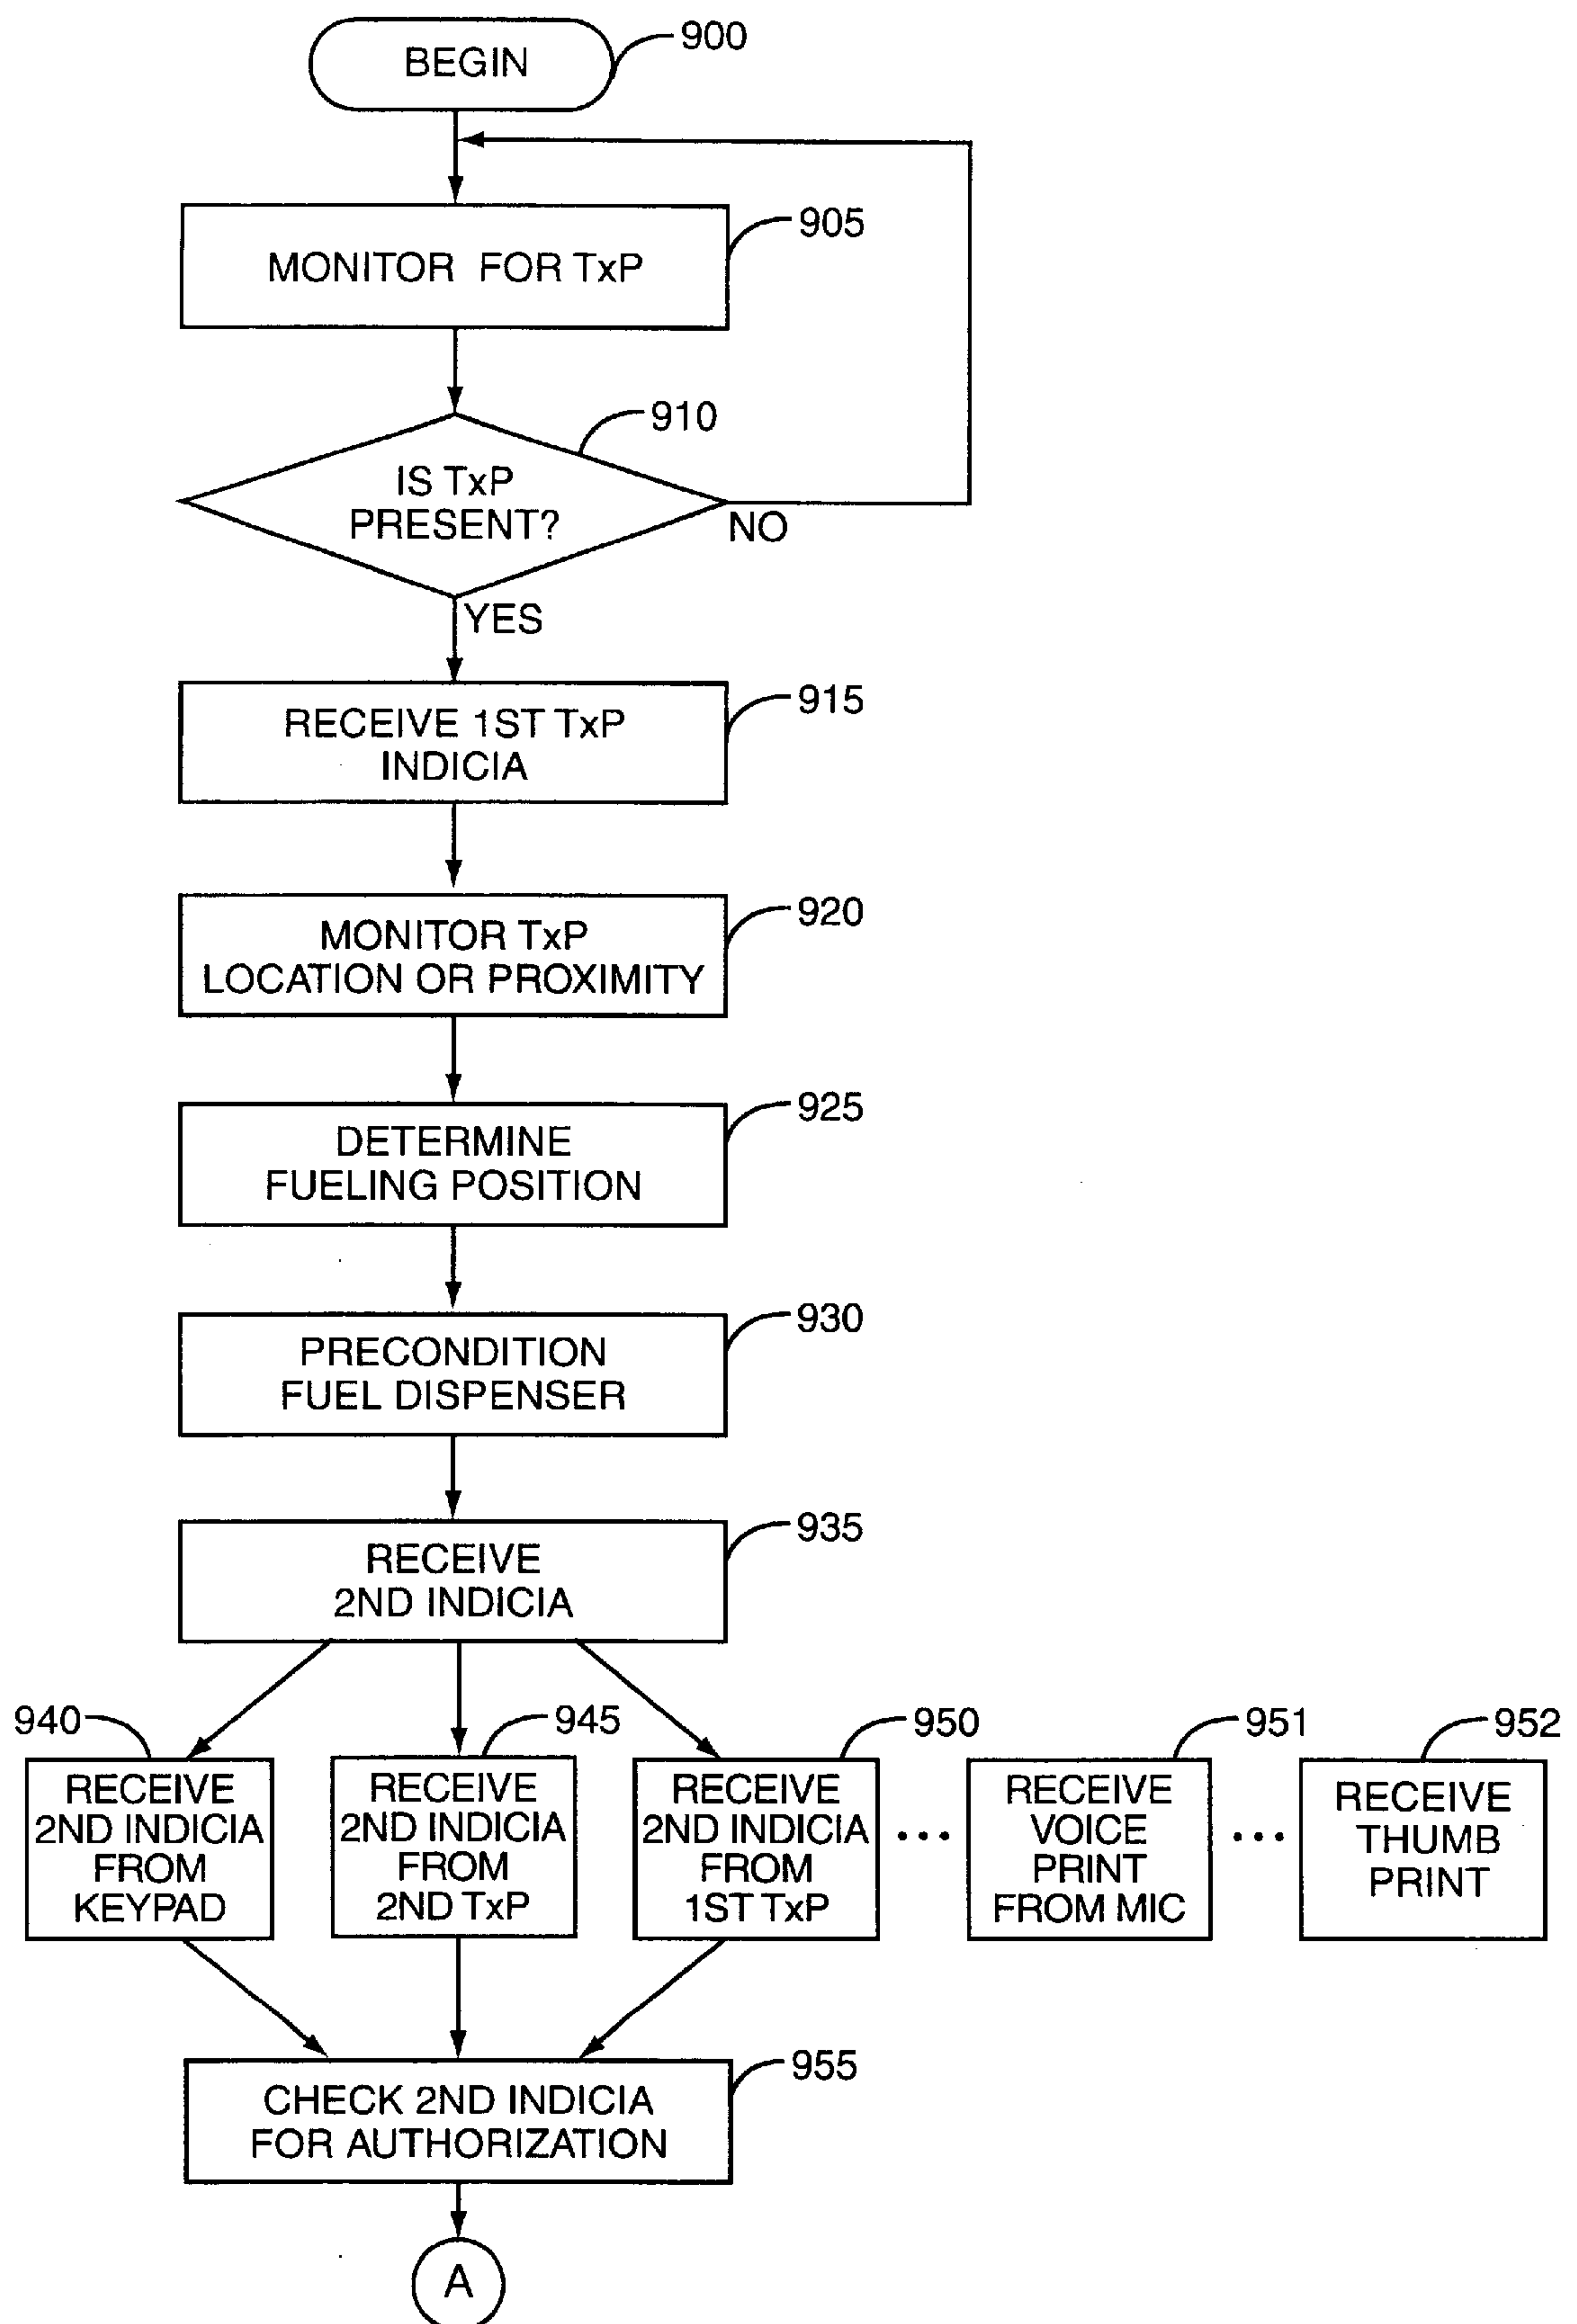 BEGIN
900
MONITOR FOR TxP
905
IS TxP
PRESENT?
910
NO
YES
RECEIVE 1ST TxP
INDICIA
915
MONITOR TxP
LOCATION OR PROXIMITY
920
DETERMINE
FUELING POSITION
925
PRECONDITION
FUEL DISPENSER
930
RECEIVE
2ND INDICIA
935
940
RECEIVE
2ND INDICIA
FROM
KEYPAD
945
RECEIVE
2ND INDICIA
FROM
2ND TxP
950
RECEIVE
2ND INDICIA
FROM
1ST TxP
•••
951
RECEIVE
VOICE
PRINT
FROM MIC
•••
952
RECEIVE
THUMB
PRINT
CHECK 2ND INDICIA
FOR AUTHORIZATION
955
A